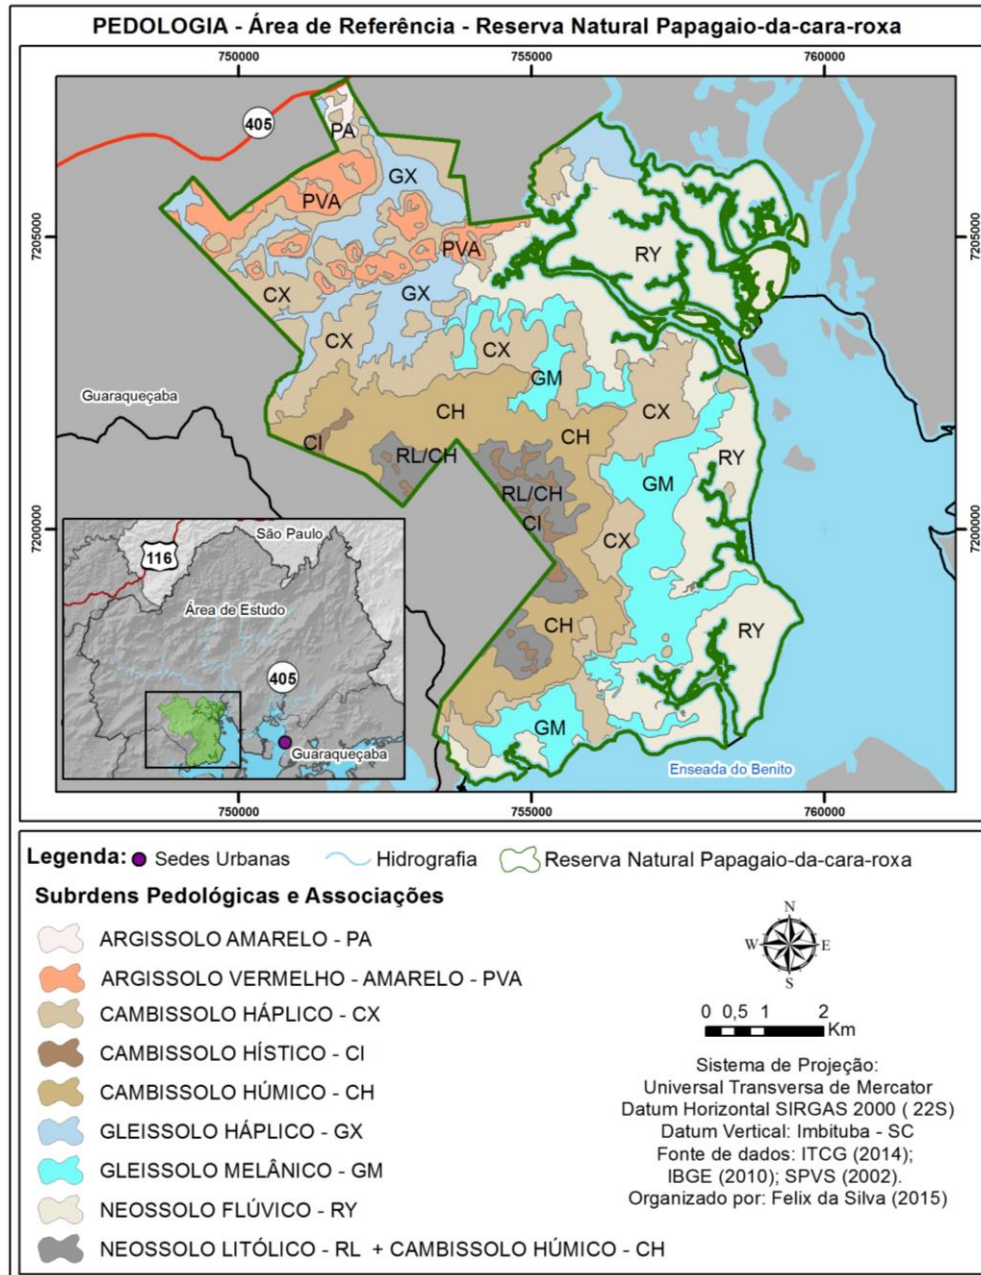 PEDOLOGIA - Área de Referência - Reserva Natural Papagaio-da-cara-roxa
750000
755000
760000
405
PA
GX
PVA
7205000
7205000
PVA
RY
CX
GX
CX
CX
GM
CX
Guaraqueçaba
CH
CH
CI
RL/CH
RY
GM
RL/CH
CI
7200000
7200000
CX
São Paulo
116
Área de Estudo
CH
RY
405
GM
Guaraqueçaba
Enseada do Benito
750000
755000
760000
Legenda: Sedes Urbanas Hidrografia Reserva Natural Papagaio-da-cara-roxa
Subrdens Pedológicas e Associações
ARGISSOLO AMARELO - PA
ARGISSOLO VERMELHO - AMARELO - PVA
CAMBISSOLO HÁPLICO - CX
CAMBISSOLO HÍSTICO - CI
CAMBISSOLO HÚMICO - CH
GLEISSOLO HÁPLICO - GX
GLEISSOLO MELÂNICO - GM
NEOSSOLO FLÚVICO - RY
NEOSSOLO LITÓLICO - RL + CAMBISSOLO HÚMICO - CH
N
W E
S
0 0,5 1 2
Km
Sistema de Projeção:
Universal Transversa de Mercator
Datum Horizontal SIRGAS 2000 ( 22S)
Datum Vertical: Imbituba - SC
Fonte de dados: ITCG (2014);
IBGE (2010); SPVS (2002).
Organizado por: Felix da Silva (2015)